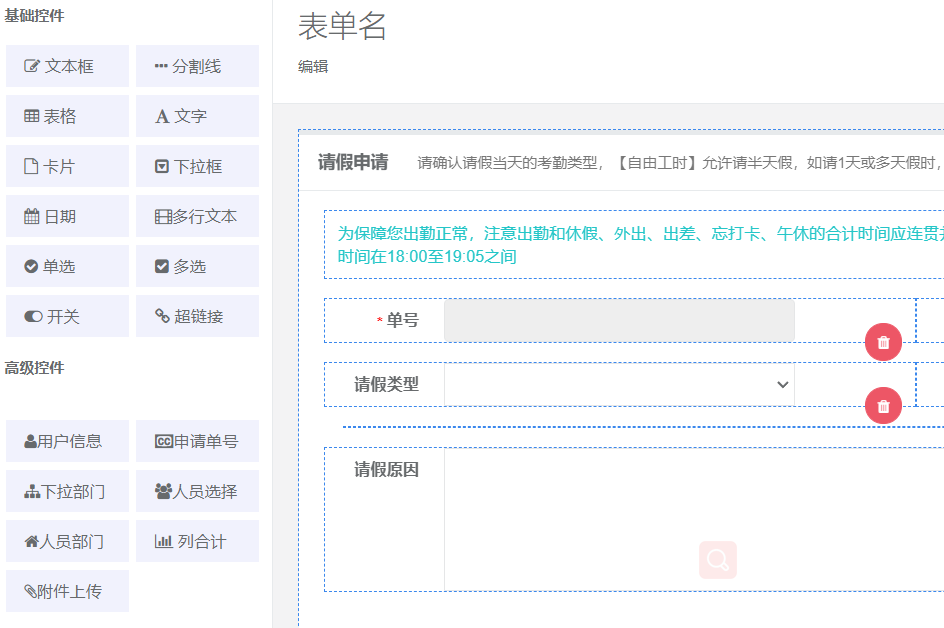 基础控件
文本框 分割线
表格 文字
卡片 下拉框
日期 多行文本
单选 多选
开关 超链接
高级控件
用户信息 申请单号
下拉部门 人员选择
人员部门 列合计
附件上传
表单名
编辑
请假申请 请确认请假当天的考勤类型，【自由工时】允许请半天假，如请1天或多天假时，
为保障您出勤正常，注意出勤和休假、外出、出差、忘打卡、午休的合计时间应连贯
时间在18:00至19:05之间
* 单号
请假类型
请假原因